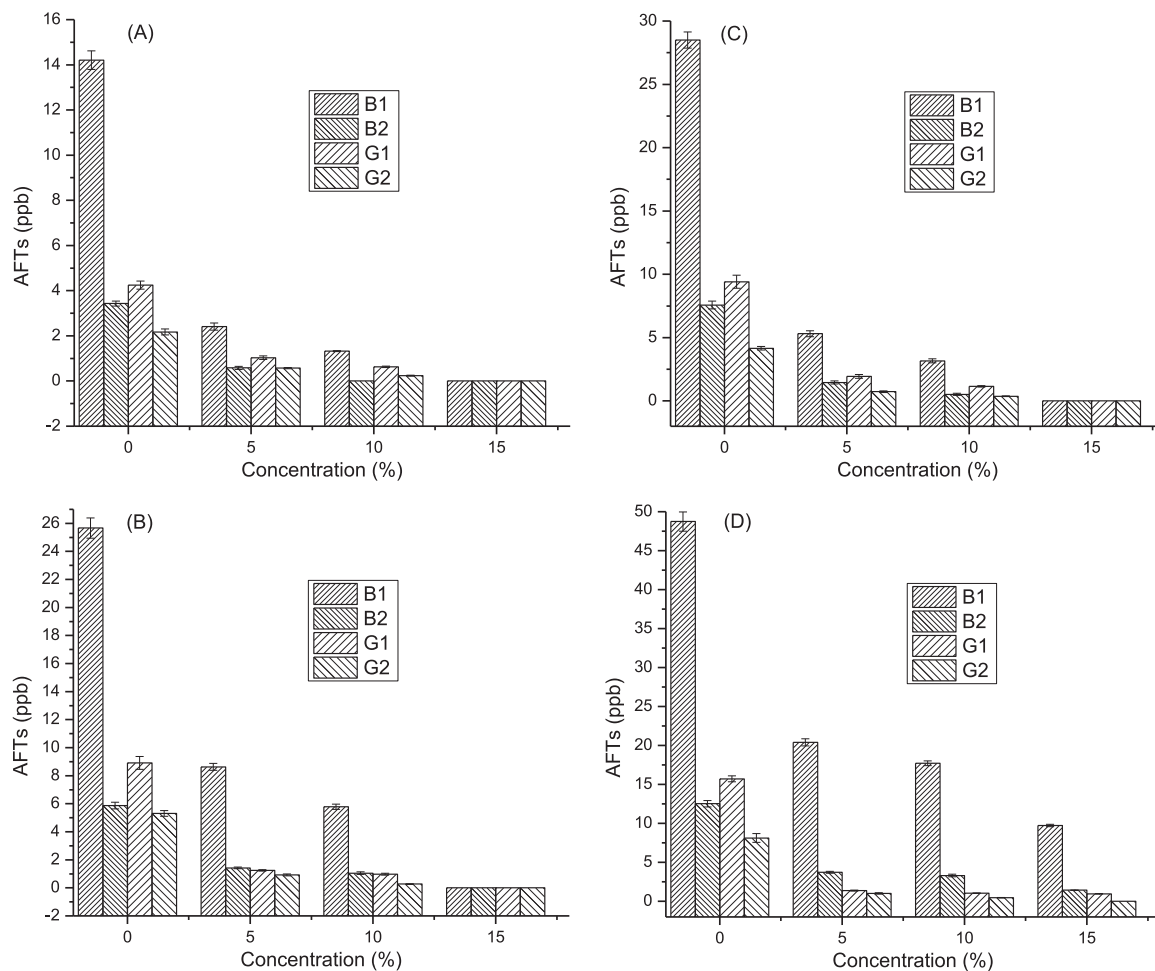 (A)
AFTs (ppb)
16
14
12
10
8
6
4
2
0
-2
B1
B2
G1
G2
0 5 10 15
Concentration (%)
(C)
AFTs (ppb)
30
25
20
15
10
5
0
B1
B2
G1
G2
0 5 10 15
Concentration (%)
(B)
AFTs (ppb)
26
24
22
20
18
16
14
12
10
8
6
4
2
0
-2
B1
B2
G1
G2
0 5 10 15
Concentration (%)
(D)
AFTs (ppb)
50
45
40
35
30
25
20
15
10
5
0
B1
B2
G1
G2
0 5 10 15
Concentration (%)